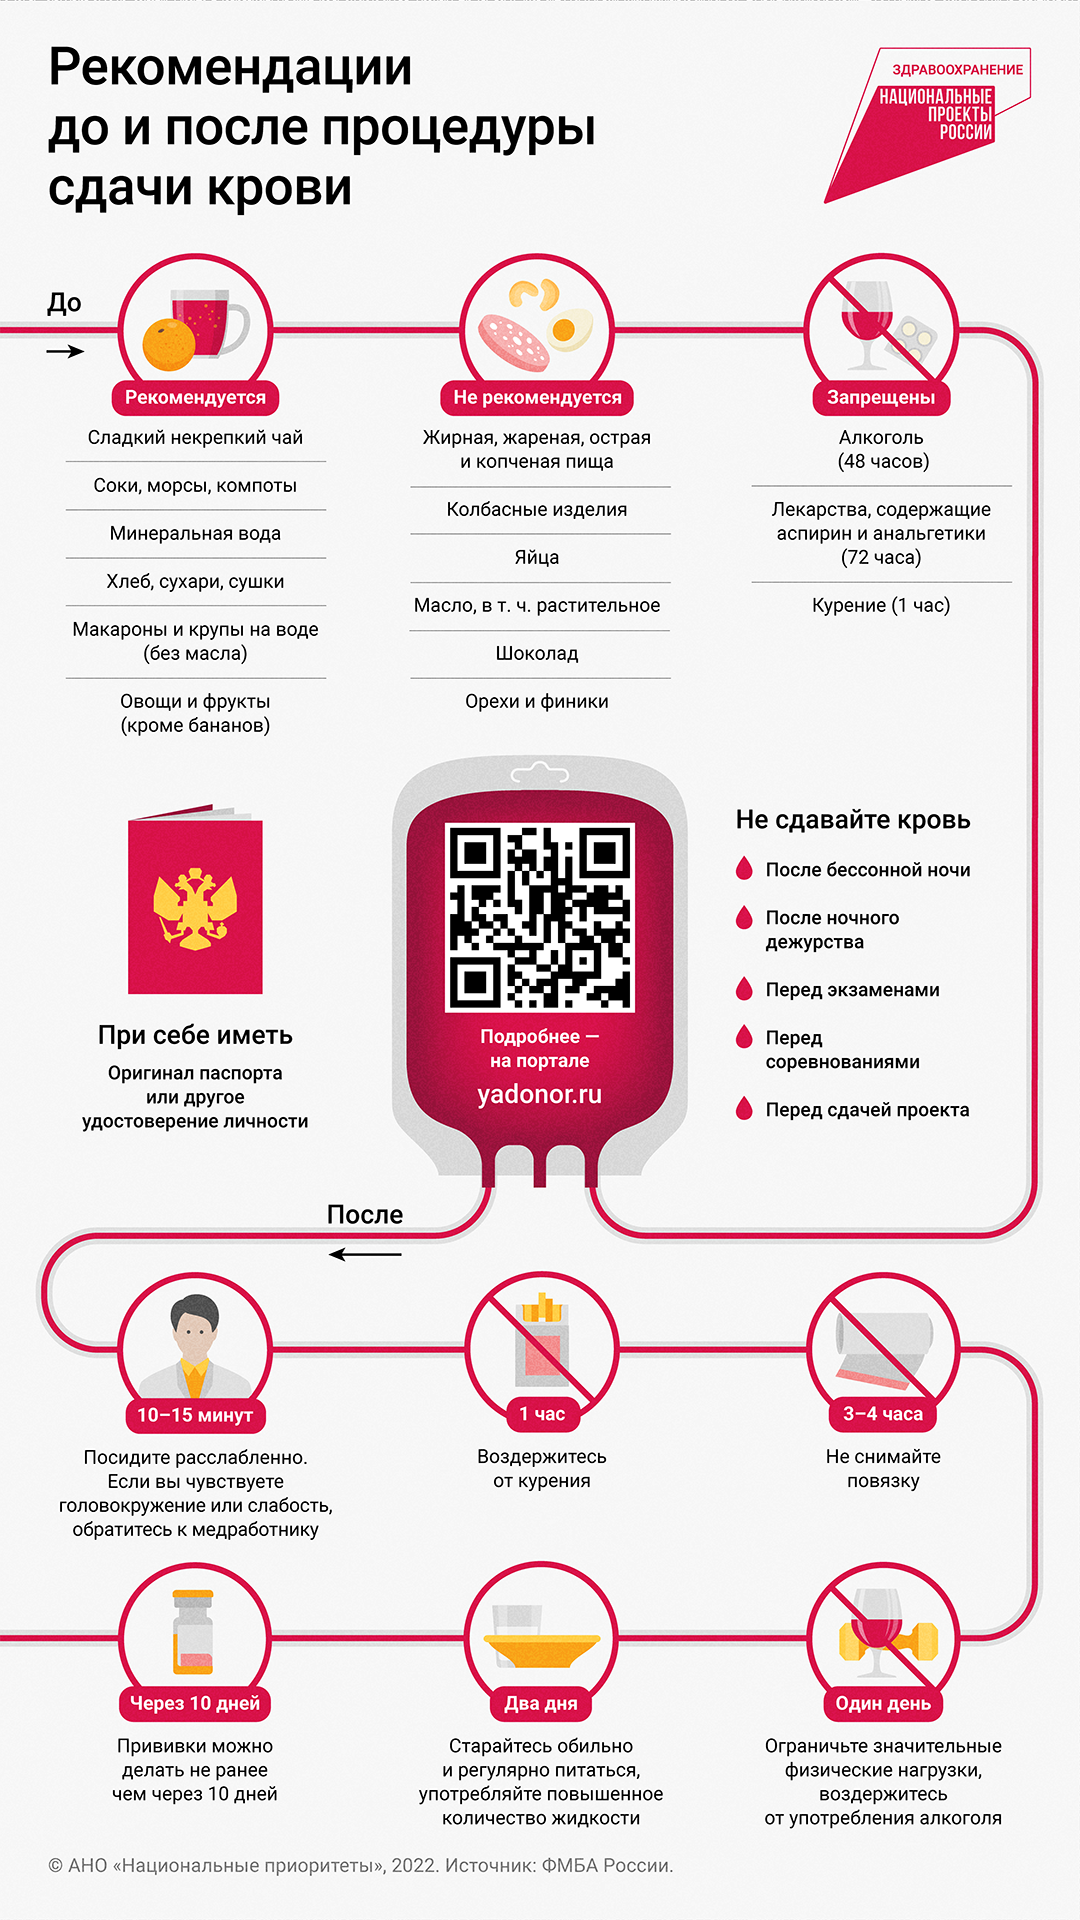 Рекомендации
до и после процедуры
сдачи крови
ЗДРАВООХРАНЕНИЕ
НАЦИОНАЛЬНЫЕ
ПРОЕКТЫ
РОССИИ
До
Рекомендуется
Сладкий некрепкий чай
Соки, морсы, компоты
Минеральная вода
Хлеб, сухари, сушки
Макароны и крупы на воде
(без масла)
Овощи и фрукты
(кроме бананов)
Не рекомендуется
Жирная, жареная, острая
и копченая пища
Колбасные изделия
Яйца
Масло, в т. ч. растительное
Шоколад
Орехи и финики
Запрещены
Алкоголь
(48 часов)
Лекарства, содержащие
аспирин и анальгетики
(72 часа)
Курение (1 час)
При себе иметь
Оригинал паспорта
или другое
удостоверение личности
Подробнее —
на портале
yadonor.ru
Не сдавайте кровь
После бессонной ночи
После ночного
дежурства
Перед экзаменами
Перед
соревнованиями
Перед сдачей проекта
После
10–15 минут
Посидите расслабленно.
Если вы чувствуете
головокружение или слабость,
обратитесь к медработнику
1 час
Воздержитесь
от курения
3–4 часа
Не снимайте
повязку
Через 10 дней
Прививки можно
делать не ранее
чем через 10 дней
Два дня
Старайтесь обильно
и регулярно питаться,
употребляйте повышенное
количество жидкости
Один день
Ограничьте значительные
физические нагрузки,
воздержитесь
от употребления алкоголя
© АНО «Национальные приоритеты», 2022. Источник: ФМБА России.